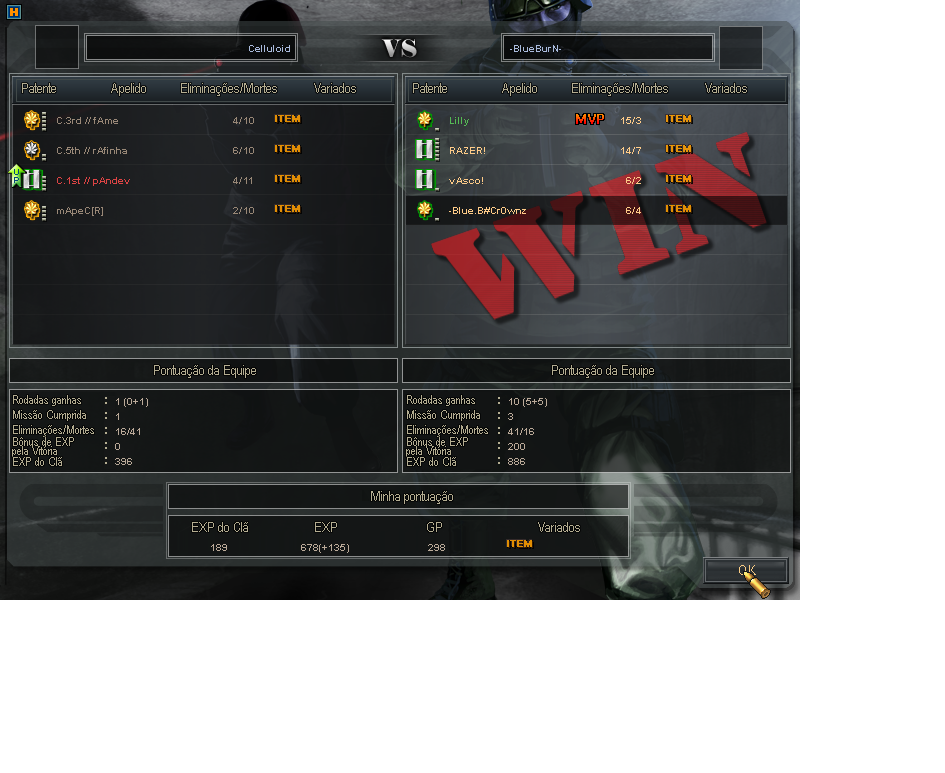 H
Celluloid VS -BlueBurN-
Patente Apelido Eliminações/Mortes Variados
C.3rd // fAme 4/10 ITEM
C.5th // rAfinha 6/10 ITEM
C.1st // pAndev 4/11 ITEM
mApeC[R] 2/10 ITEM
Patente Apelido Eliminações/Mortes Variados
Lilly MVP 15/3 ITEM
RAZER! 14/7 ITEM
vAsco! 6/2 ITEM
-Blue.B#Cr0wnz 6/4 ITEM
WIN
Pontuação da Equipe
Rodadas ganhas : 1 (0+1)
Missão Cumprida : 1
Eliminações/Mortes : 16/41
Bônus de EXP
pela Vitória : 0
EXP do Clã : 396
Pontuação da Equipe
Rodadas ganhas : 10 (5+5)
Missão Cumprida : 3
Eliminações/Mortes : 41/16
Bônus de EXP
pela Vitória : 200
EXP do Clã : 886
Minha pontuação
EXP do Clã EXP GP Variados
189 678(+135) 298 ITEM
OK